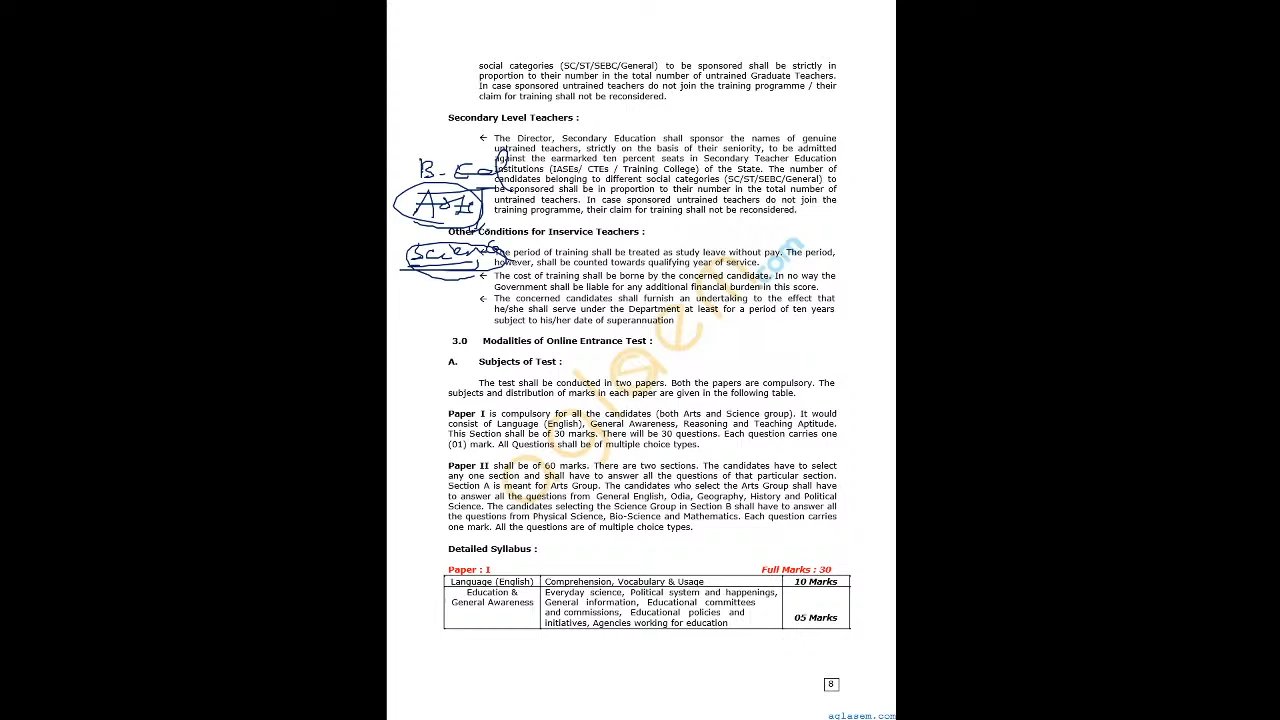 social categories (SC/ST/SEBC/General) to be sponsored shall be strictly in
proportion to their number in the total number of untrained Graduate Teachers.
In case sponsored untrained teachers do not join the training programme / their
claim for training shall not be reconsidered.
Secondary Level Teachers :
← The Director, Secondary Education shall sponsor the names of genuine
untrained teachers, strictly on the basis of their seniority, to be admitted
against the earmarked ten percent seats in Secondary Teacher Education
Institutions (IASEs/ CTEs / Training College) of the State. The number of
candidates belonging to different social categories (SC/ST/SEBC/General) to
be sponsored shall be in proportion to their number in the total number of
untrained teachers. In case sponsored untrained teachers do not join the
training programme, their claim for training shall not be reconsidered.
B-Ed
Arts
Science
Other Conditions for Inservice Teachers :
← The period of training shall be treated as study leave without pay. The period,
however, shall be counted towards qualifying years of service.
← The cost of training shall be borne by the concerned candidate. In no way the
Government shall be liable for any additional financial burden in this score.
← The concerned candidates shall furnish an undertaking to the effect that
he/she shall serve under the Department at least for a period of ten years
subject to his/her date of superannuation
3.0 Modalities of Online Entrance Test :
A. Subjects of Test :
The test shall be conducted in two papers. Both the papers are compulsory. The
subjects and distribution of marks in each paper are given in the following table.
Paper I is compulsory for all the candidates (both Arts and Science group). It would
consist of Language (English), General Awareness, Reasoning and Teaching Aptitude.
This Section shall be of 30 marks. There will be 30 questions. Each question carries one
(01) mark. All Questions shall be of multiple choice types.
Paper II shall be of 60 marks. There are two sections. The candidates have to select
any one section and shall have to answer all the questions of that particular section.
Section A is meant for Arts Group. The candidates who select the Arts Group shall have
to answer all the questions from General English, Odia, Geography, History and Political
Science. The candidates selecting the Science Group in Section B shall have to answer all
the questions from Physical Science, Bio-Science and Mathematics. Each question carries
one mark. All the questions are of multiple choice types.
Detailed Syllabus :
Paper : I Full Marks : 30
Language (English) Comprehension, Vocabulary & Usage 10 Marks
Education & Everyday science, Political system and happenings,
General Awareness General information, Educational committees
and commissions, Educational policies and
05 Marks
initiatives, Agencies working for education
8
aglasem.com
aglasem.com